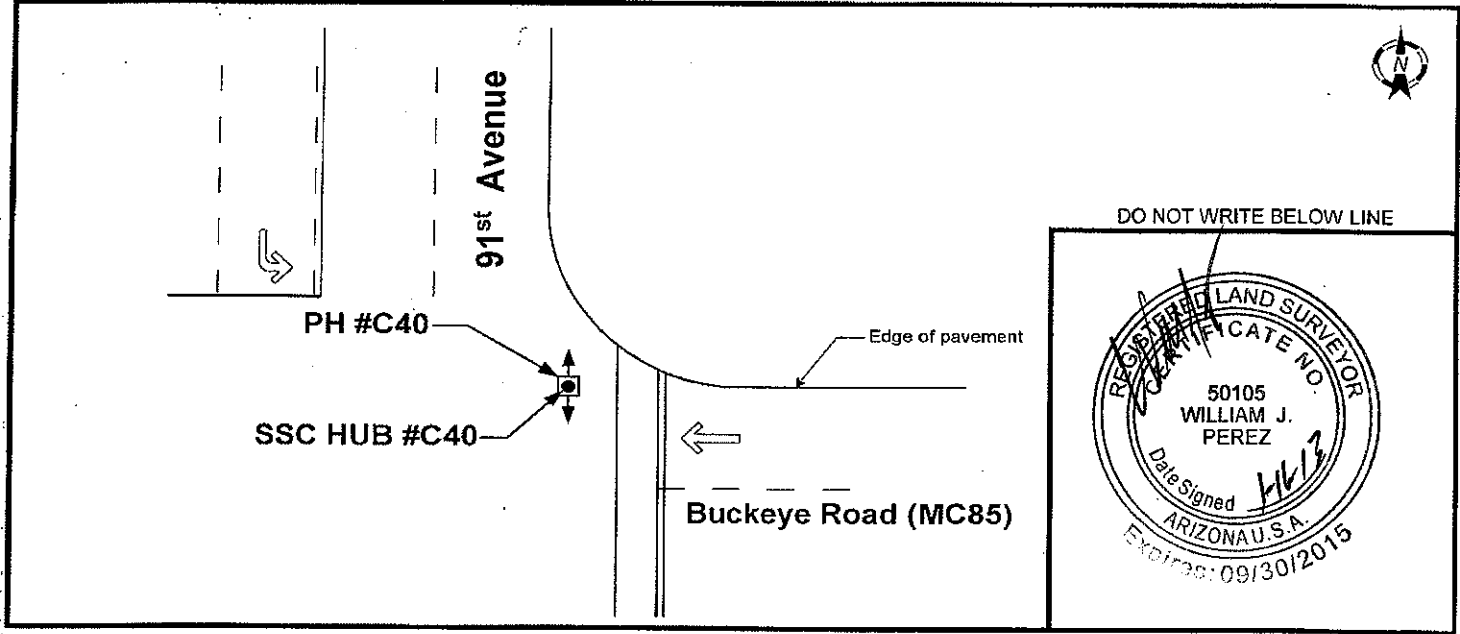 N
91st Avenue
DO NOT WRITE BELOW LINE
PH #C40
Edge of pavement
SSC HUB #C40
Buckeye Road (MC85)
REGISTERED LAND SURVEYOR
CERTIFICATE NO.
50105
WILLIAM J.
PEREZ
Date Signed
ARIZONA U.S.A.
Expires: 09/30/2015